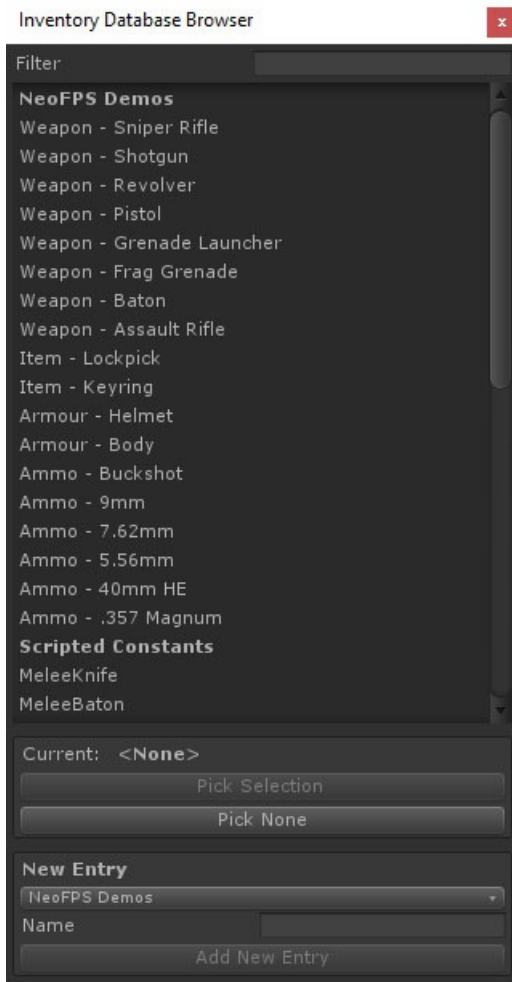 Inventory Database Browser
x
Filter
NeoFPS Demos
Weapon - Sniper Rifle
Weapon - Shotgun
Weapon - Revolver
Weapon - Pistol
Weapon - Grenade Launcher
Weapon - Frag Grenade
Weapon - Baton
Weapon - Assault Rifle
Item - Lockpick
Item - Keyring
Armour - Helmet
Armour - Body
Ammo - Buckshot
Ammo - 9mm
Ammo - 7.62mm
Ammo - 5.56mm
Ammo - 40mm HE
Ammo - .357 Magnum
Scripted Constants
MeleeKnife
MeleeBaton
Current: <None>
Pick Selection
Pick None
New Entry
NeoFPS Demos
Name
Add New Entry